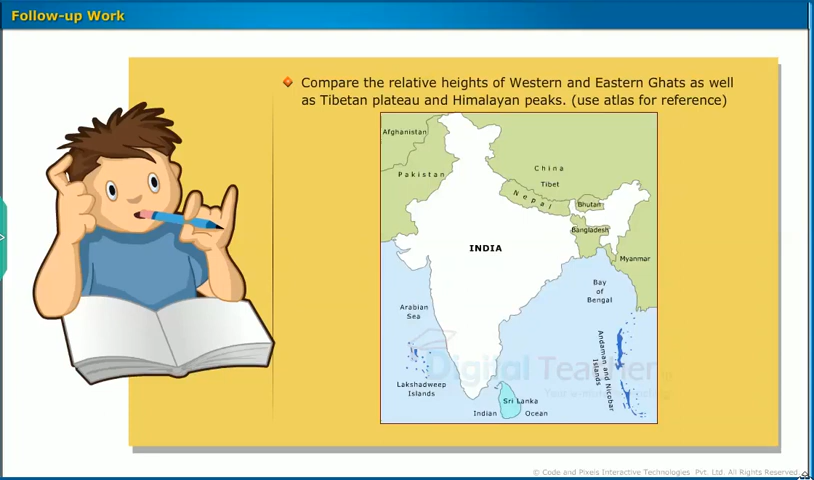 Follow-up Work
Compare the relative heights of Western and Eastern Ghats as well
as Tibetan plateau and Himalayan peaks. (use atlas for reference)
Afghanistan
China
Pakistan
Tibet
Nepal
Bhutan
Bangladesh
INDIA
Myanmar
Bay
of
Bengal
Arabian
Sea
Andaman and Nicobar
Islands
Digital Teacher
Lakshadweep
Islands
Sri Lanka
Indian Ocean
© Code and Pixels Interactive Technologies Pvt. Ltd. All Rights Reserved.